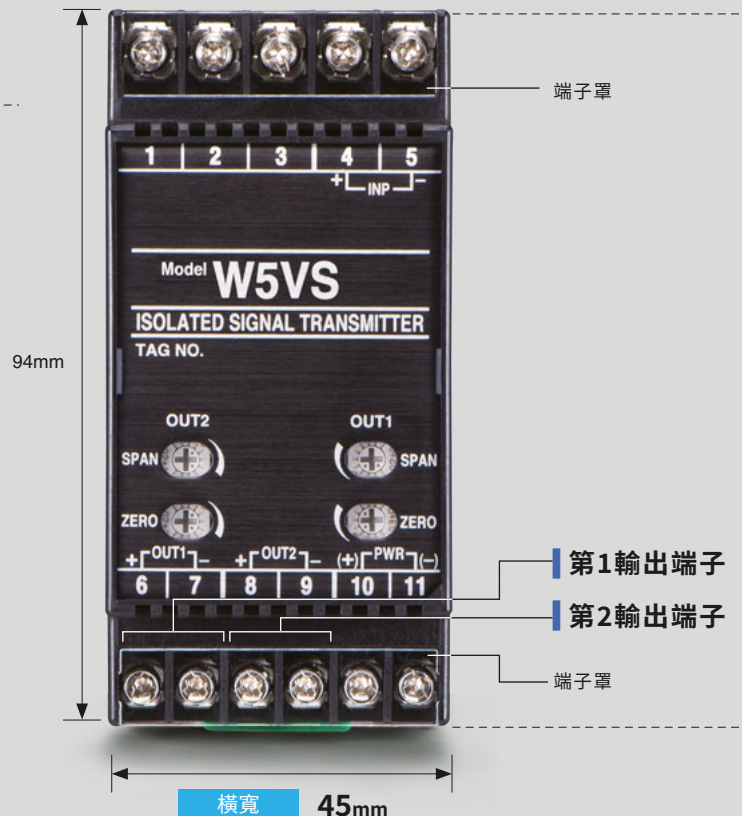 端子罩
1 2 3 4 5
+ INP −
Model W5VS
ISOLATED SIGNAL TRANSMITTER
TAG NO.
94mm
OUT2 OUT1
SPAN SPAN
ZERO ZERO
+ OUT1 − + OUT2 − (+) PWR (−)
6 7 8 9 10 11
第1輸出端子
第2輸出端子
端子罩
橫寬 45mm